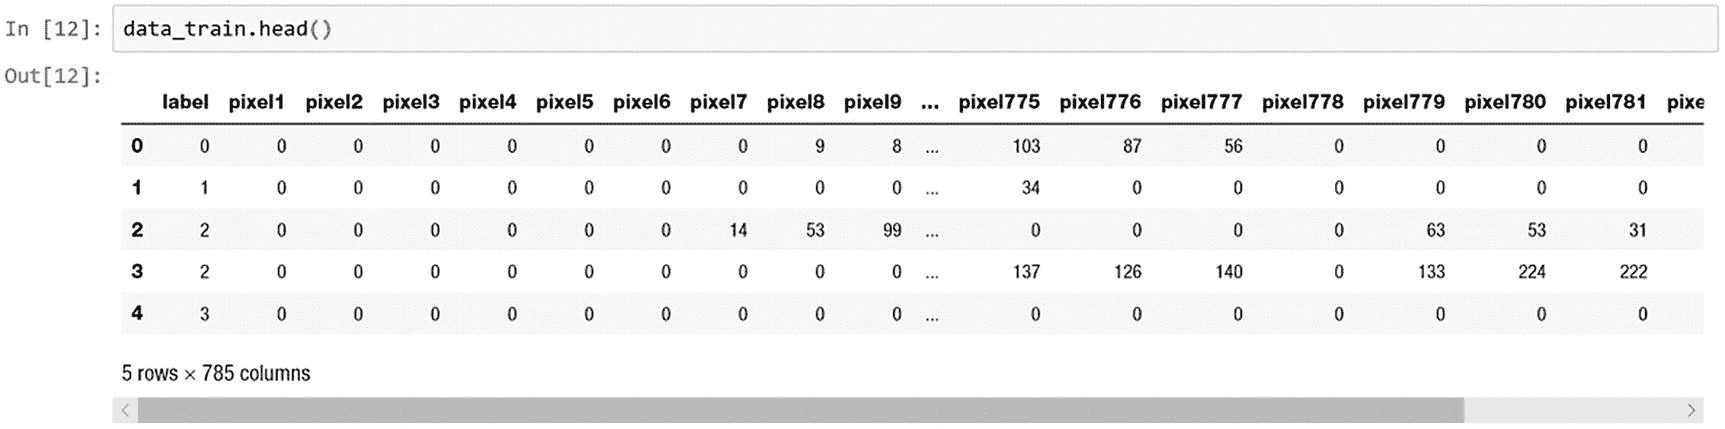 In [12]: data_train.head()
Out[12]:
label pixel1 pixel2 pixel3 pixel4 pixel5 pixel6 pixel7 pixel8 pixel9 ... pixel775 pixel776 pixel777 pixel778 pixel779 pixel780 pixel781 pixe
0 0 0 0 0 0 0 0 0 9 8 ... 103 87 56 0 0 0 0
1 1 0 0 0 0 0 0 0 0 0 ... 34 0 0 0 0 0 0
2 2 0 0 0 0 0 0 14 53 99 ... 0 0 0 0 63 53 31
3 2 0 0 0 0 0 0 0 0 0 ... 137 126 140 0 133 224 222
4 3 0 0 0 0 0 0 0 0 0 ... 0 0 0 0 0 0 0
5 rows × 785 columns